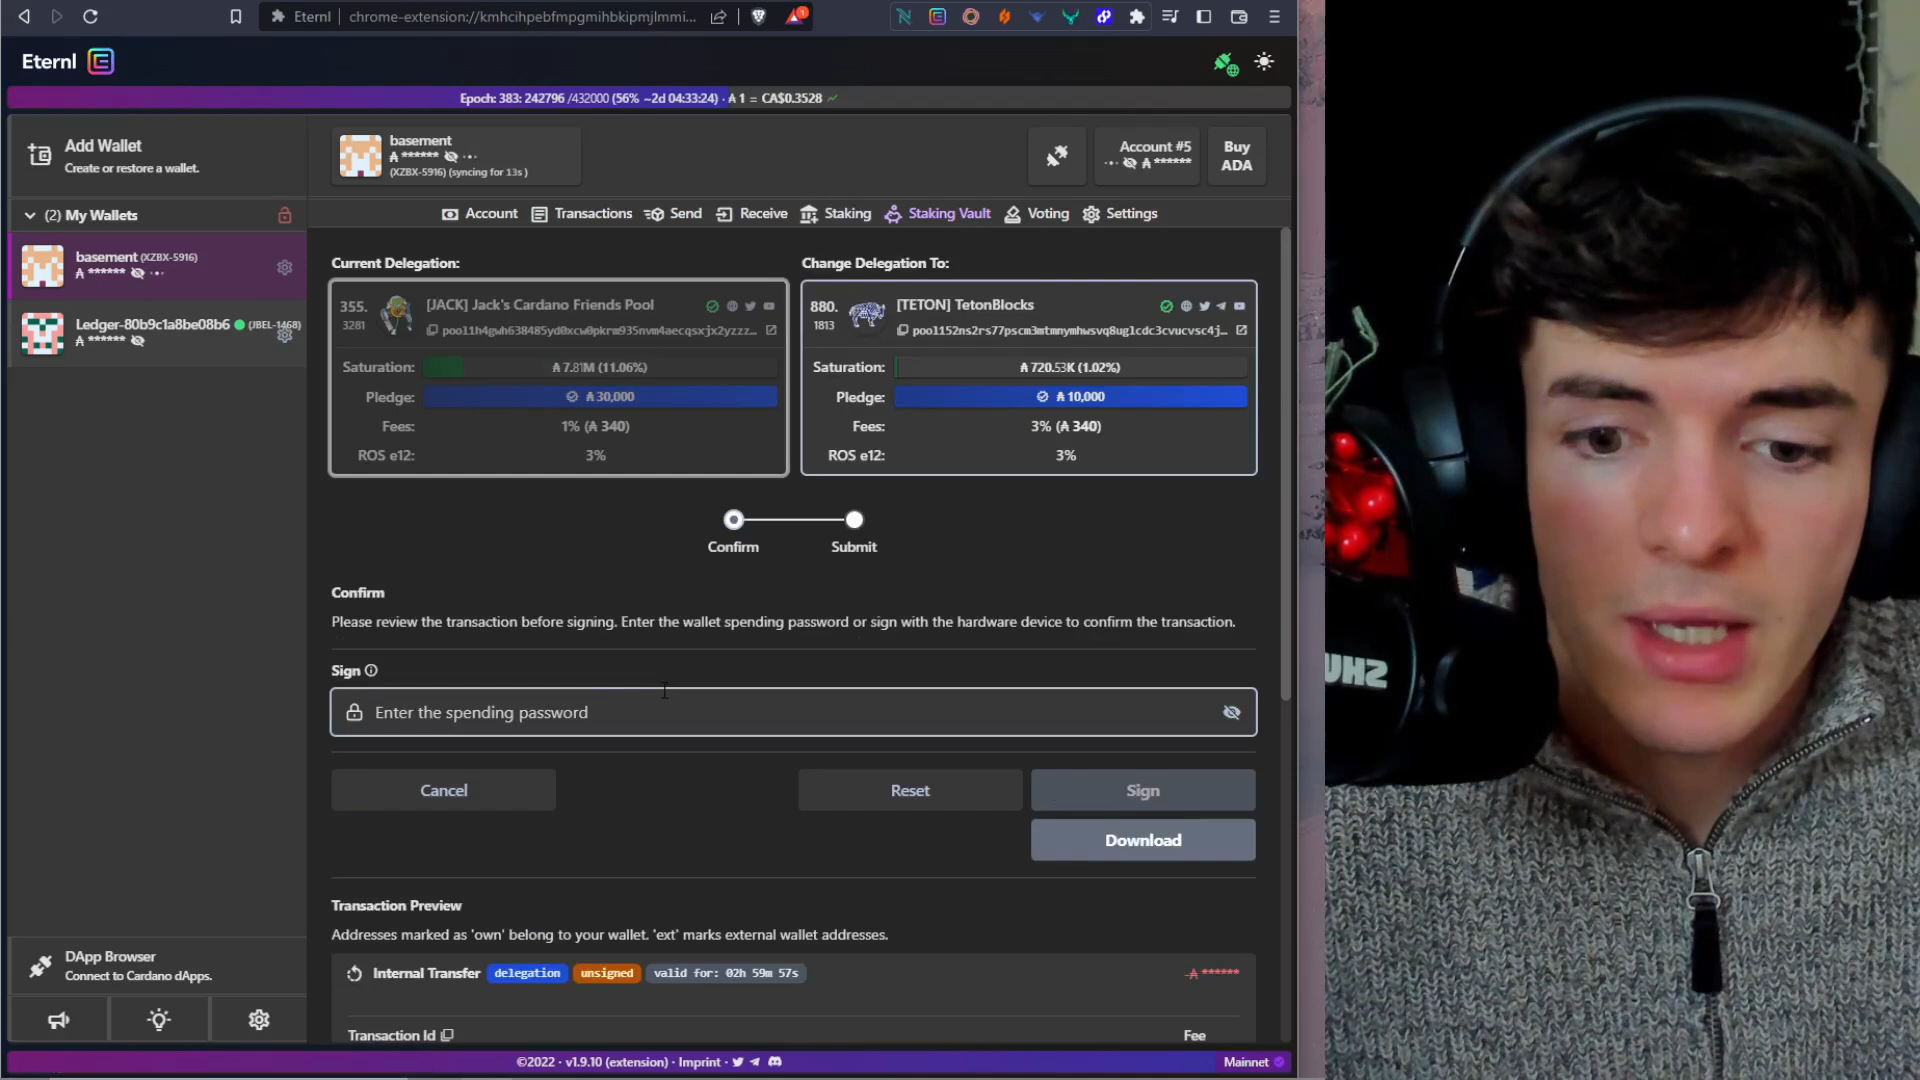 Eternl
chrome-extension://kmhcihpebfmpgmihbkipmjlmmi...
1
Eternl
Epoch: 383: 242796 /432000 (56% ~2d 04:33:24) · ₳ 1 = CA$0.3528
Add Wallet
Create or restore a wallet.
basement
₳ ******
(XZBX-5916) (syncing for 13s )
Account #5
₳ ******
Buy
ADA
(2) My Wallets
Account
Transactions
Send
Receive
Staking
Staking Vault
Voting
Settings
basement (XZBX-5916)
₳ ******
Ledger-80b9c1a8be08b6 (JBEL-1468)
₳ ******
Current Delegation:
Change Delegation To:
355.
3281
[JACK] Jack's Cardano Friends Pool
pool1h4gwh638485yd0xcw0pkrm935nvm4aecqsxjx2yzzz...
Saturation:
₳ 7.81M (11.06%)
Pledge:
₳ 30,000
Fees:
1% (₳ 340)
ROS e12:
3%
880.
1813
[TETON] TetonBlocks
pool152ns2rs77pscm3mtmnymhwsvq8uglcdc3cvucvsc4j...
Saturation:
₳ 720.53K (1.02%)
Pledge:
₳ 10,000
Fees:
3% (₳ 340)
ROS e12:
3%
Confirm
Submit
Confirm
Please review the transaction before signing. Enter the wallet spending password or sign with the hardware device to confirm the transaction.
Sign
Enter the spending password
Cancel
Reset
Sign
Download
Transaction Preview
Addresses marked as 'own' belong to your wallet. 'ext' marks external wallet addresses.
Internal Transfer
delegation
unsigned
valid for: 02h 59m 57s
-₳ ******
Transaction Id
Fee
DApp Browser
Connect to Cardano dApps.
©2022 · v1.9.10 (extension) · Imprint ·
Mainnet